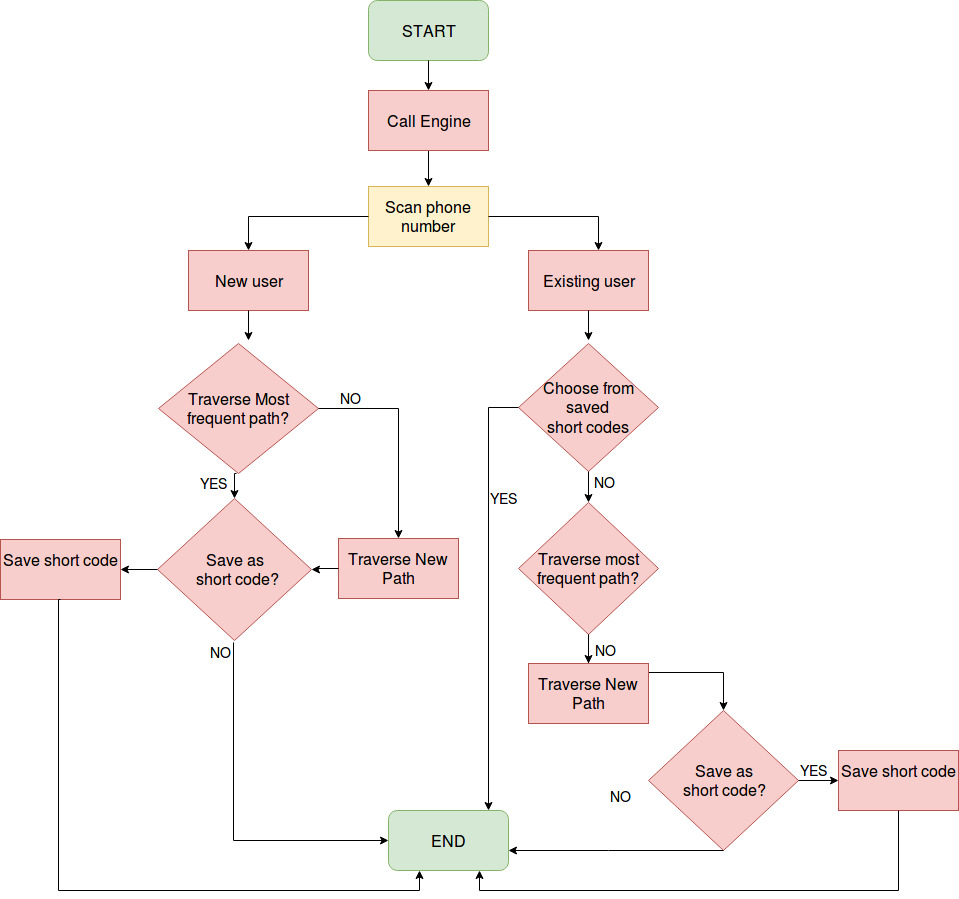 START
Call Engine
Scan phone
number
New user
Existing user
Traverse Most
frequent path?
NO
Choose from
saved
short codes
YES
NO
YES
Save short code
Save as
short code?
Traverse New
Path
Traverse most
frequent path?
NO
NO
Traverse New
Path
Save as
short code?
YES
Save short code
NO
END